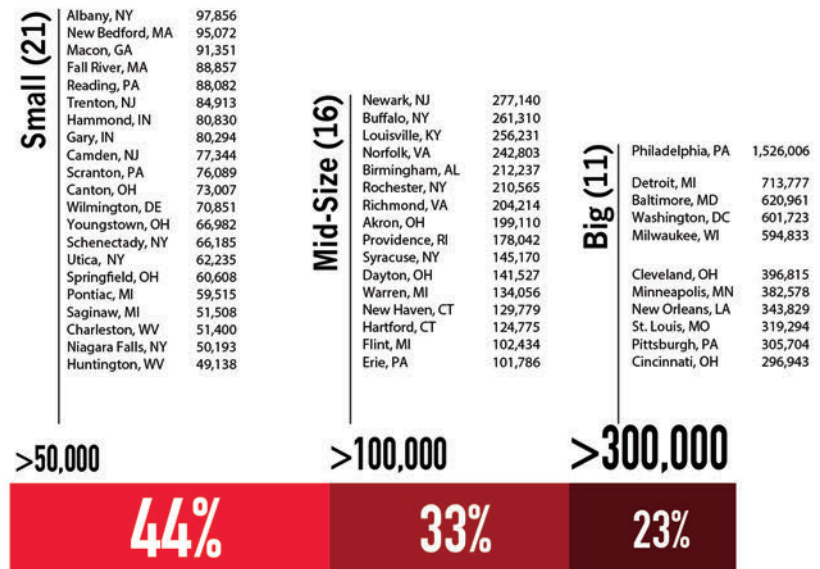 Small (21)
Albany, NY 97,856
New Bedford, MA 95,072
Macon, GA 91,351
Fall River, MA 88,857
Reading, PA 88,082
Trenton, NJ 84,913
Hammond, IN 80,830
Gary, IN 80,294
Camden, NJ 77,344
Scranton, PA 76,089
Canton, OH 73,007
Wilmington, DE 70,851
Youngstown, OH 66,982
Schenectady, NY 66,185
Utica, NY 62,235
Springfield, OH 60,608
Pontiac, MI 59,515
Saginaw, MI 51,508
Charleston, WV 51,400
Niagara Falls, NY 50,193
Huntington, WV 49,138
>50,000
44%
Mid-Size (16)
Newark, NJ 277,140
Buffalo, NY 261,310
Louisville, KY 256,231
Norfolk, VA 242,803
Birmingham, AL 212,237
Rochester, NY 210,565
Richmond, VA 204,214
Akron, OH 199,110
Providence, RI 178,042
Syracuse, NY 145,170
Dayton, OH 141,527
Warren, MI 134,056
New Haven, CT 129,779
Hartford, CT 124,775
Flint, MI 102,434
Erie, PA 101,786
>100,000
33%
Big (11)
Philadelphia, PA 1,526,006
Detroit, MI 713,777
Baltimore, MD 620,961
Washington, DC 601,723
Milwaukee, WI 594,833
Cleveland, OH 396,815
Minneapolis, MN 382,578
New Orleans, LA 343,829
St. Louis, MO 319,294
Pittsburgh, PA 305,704
Cincinnati, OH 296,943
>300,000
23%